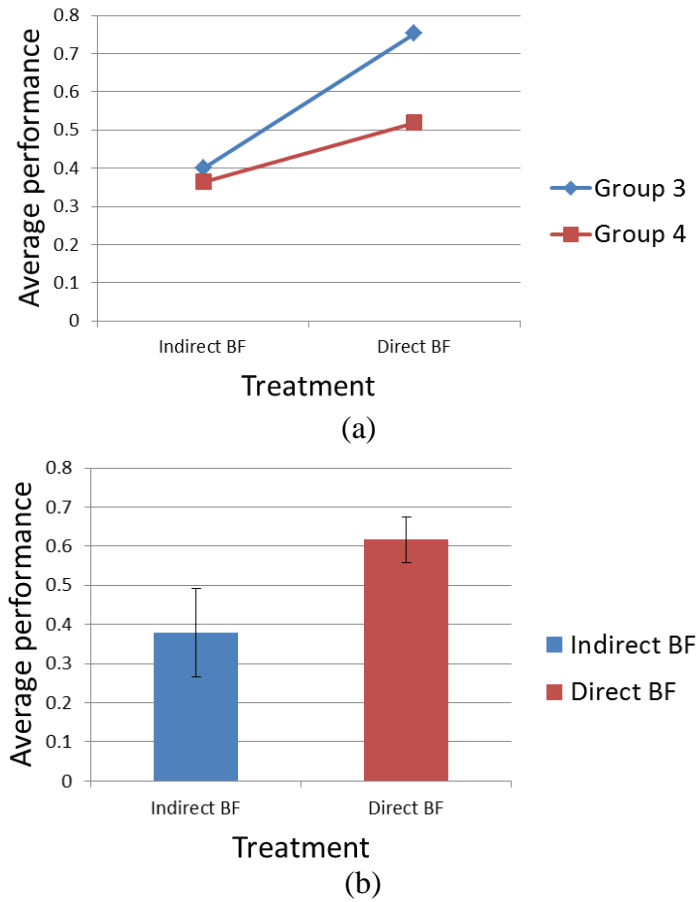 0.8
0.7
0.6
0.5
0.4
0.3
0.2
0.1
0
Average performance
Indirect BF Direct BF
Treatment
Group 3
Group 4
(a)
0.8
0.7
0.6
0.5
0.4
0.3
0.2
0.1
0
Average performance
Indirect BF Direct BF
Treatment
Indirect BF
Direct BF
(b)